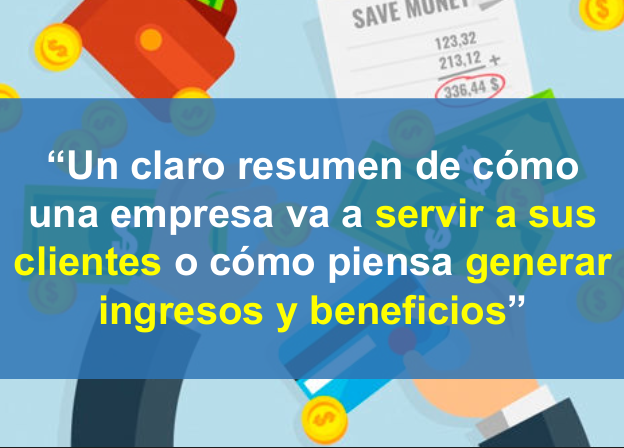 SAVE MONEY
123,32
213,12 +
336,44 $
“Un claro resumen de cómo
una empresa va a servir a sus
clientes o cómo piensa generar
ingresos y beneficios”